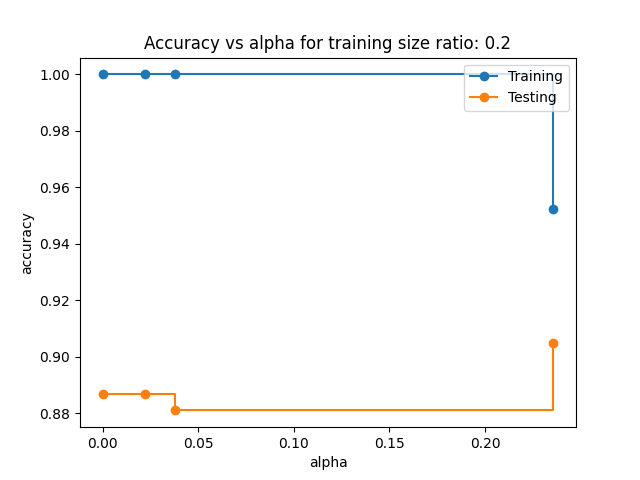 Accuracy vs alpha for training size ratio: 0.2
1.00
0.98
0.96
0.94
0.92
0.90
0.88
accuracy
Training
Testing
0.00 0.05 0.10 0.15 0.20
alpha